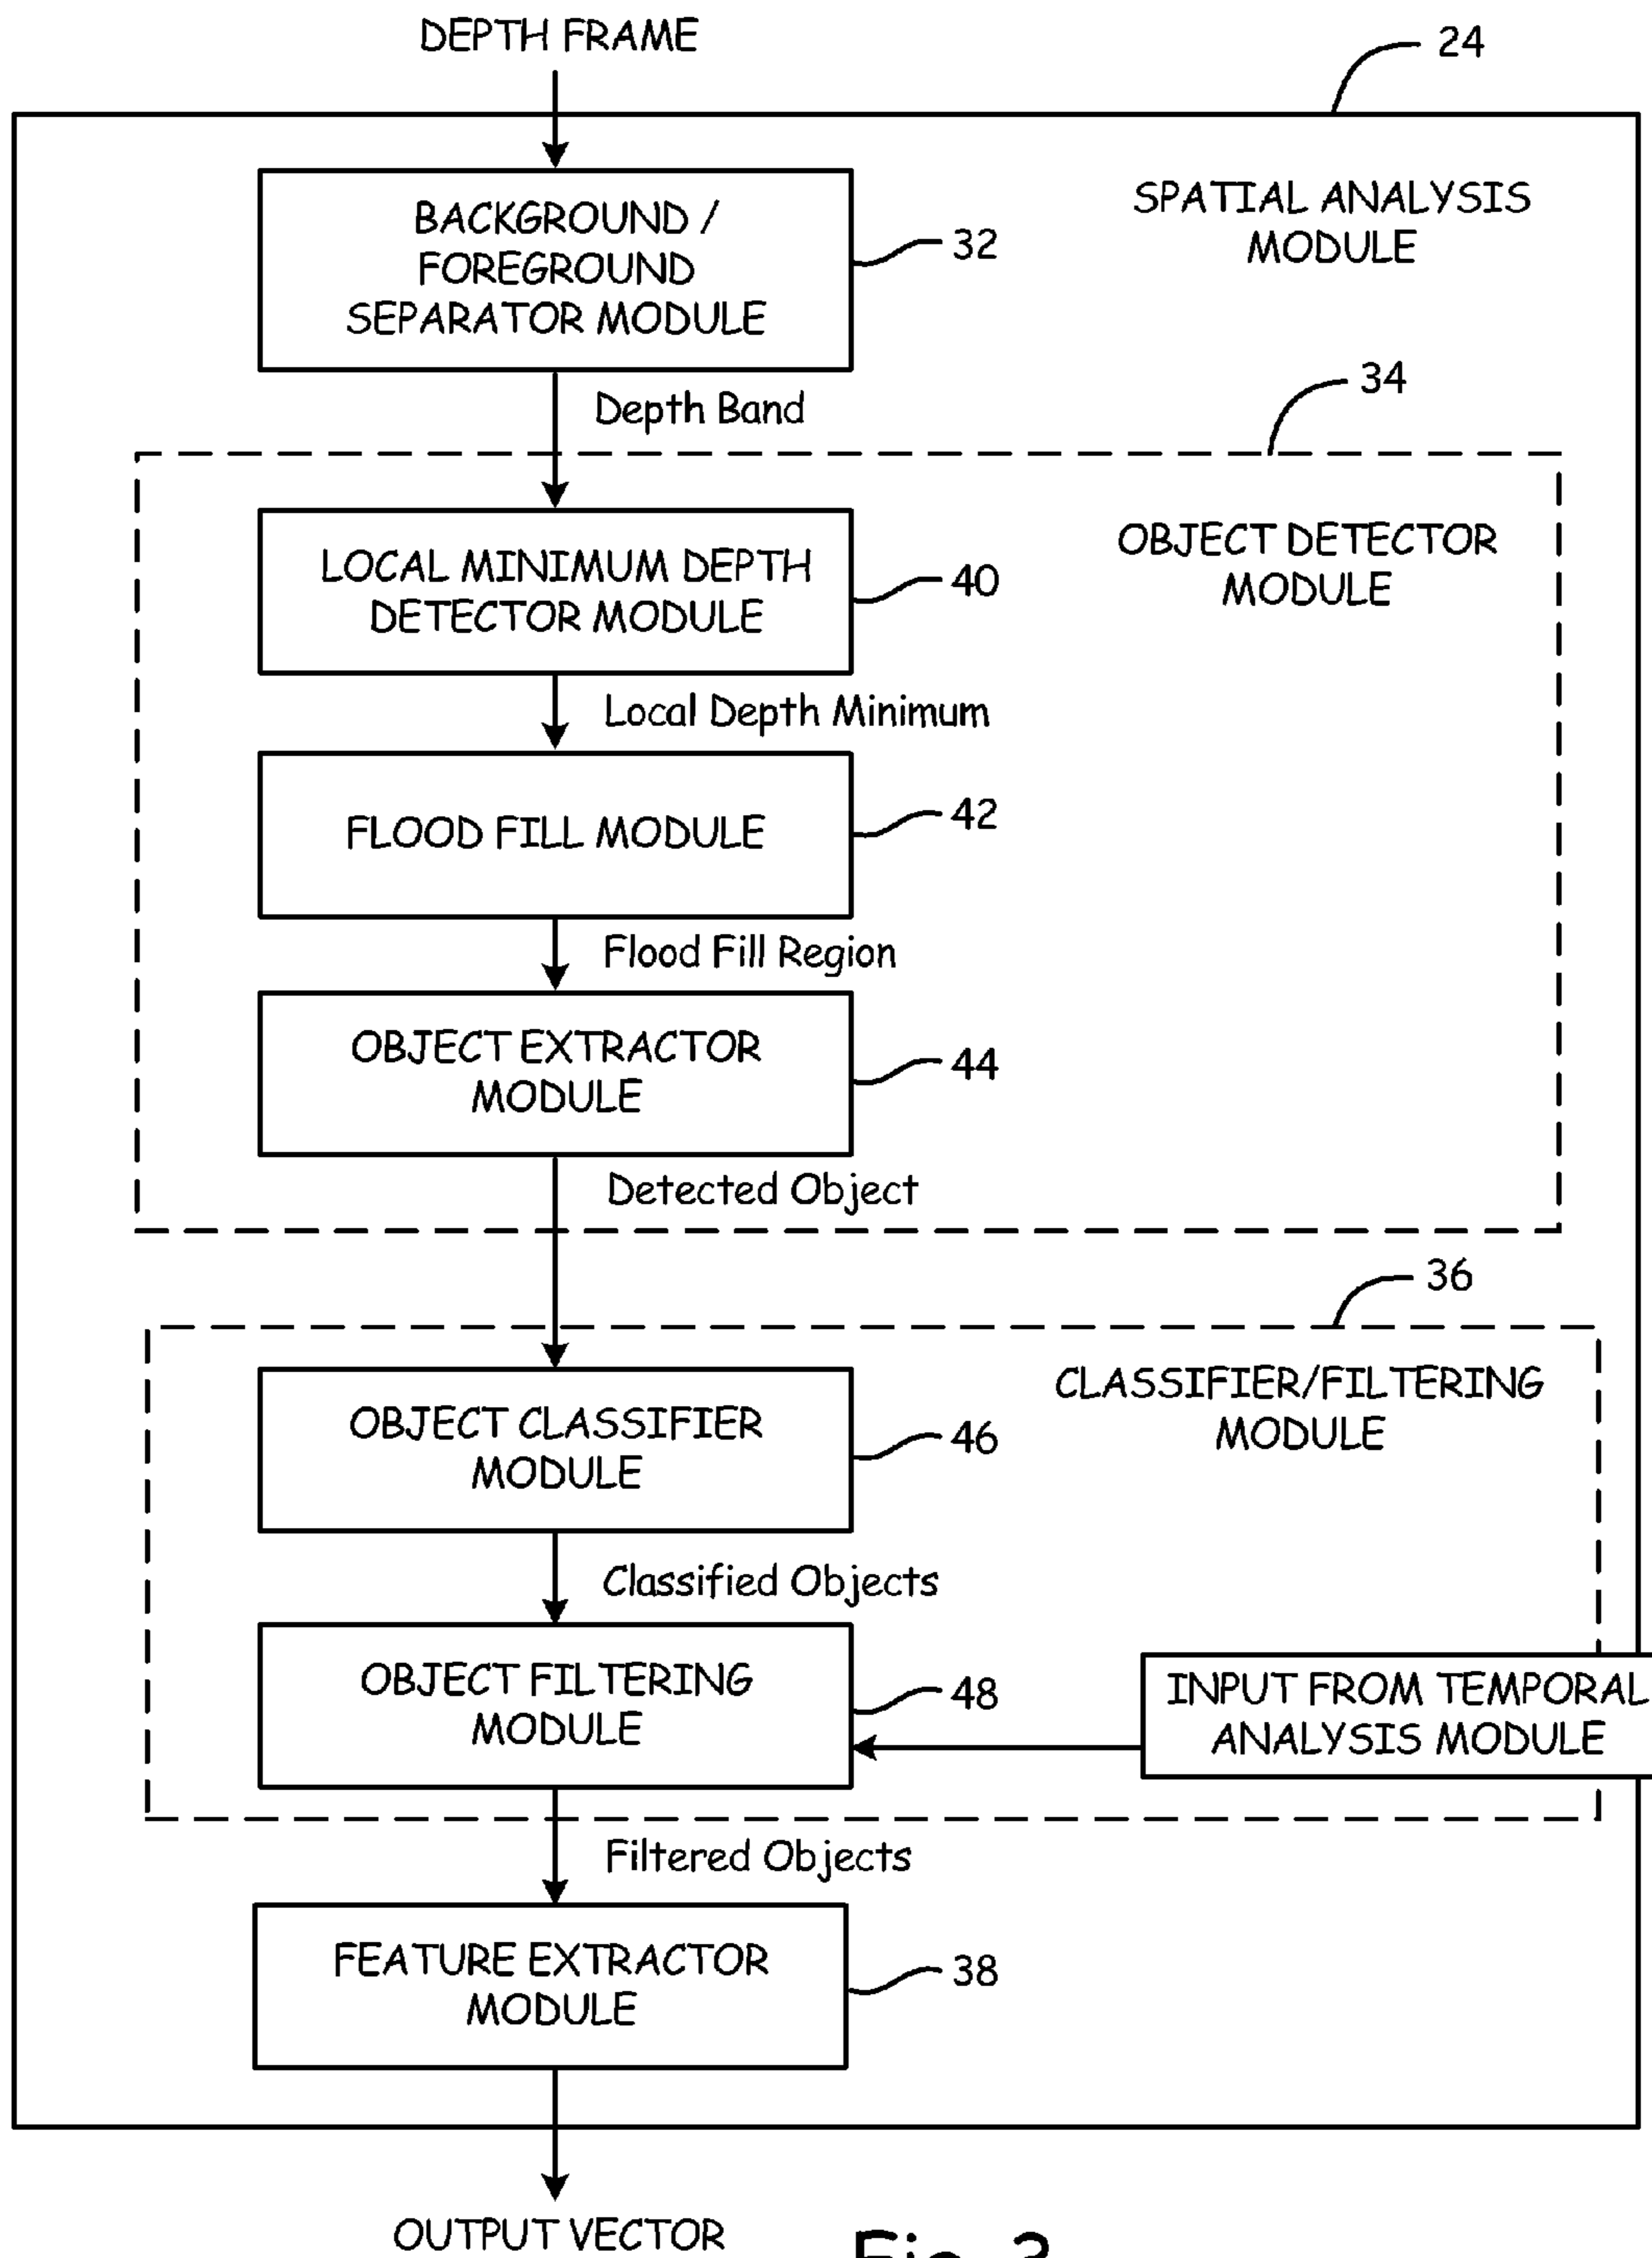 DEPTH FRAME
24
SPATIAL ANALYSIS
MODULE
BACKGROUND /
FOREGROUND
SEPARATOR MODULE
32
Depth Band
34
OBJECT DETECTOR
MODULE
LOCAL MINIMUM DEPTH
DETECTOR MODULE
40
Local Depth Minimum
FLOOD FILL MODULE
42
Flood Fill Region
OBJECT EXTRACTOR
MODULE
44
Detected Object
36
CLASSIFIER/FILTERING
MODULE
OBJECT CLASSIFIER
MODULE
46
Classified Objects
OBJECT FILTERING
MODULE
48
INPUT FROM TEMPORAL
ANALYSIS MODULE
Filtered Objects
FEATURE EXTRACTOR
MODULE
38
OUTPUT VECTOR
Fig. 3